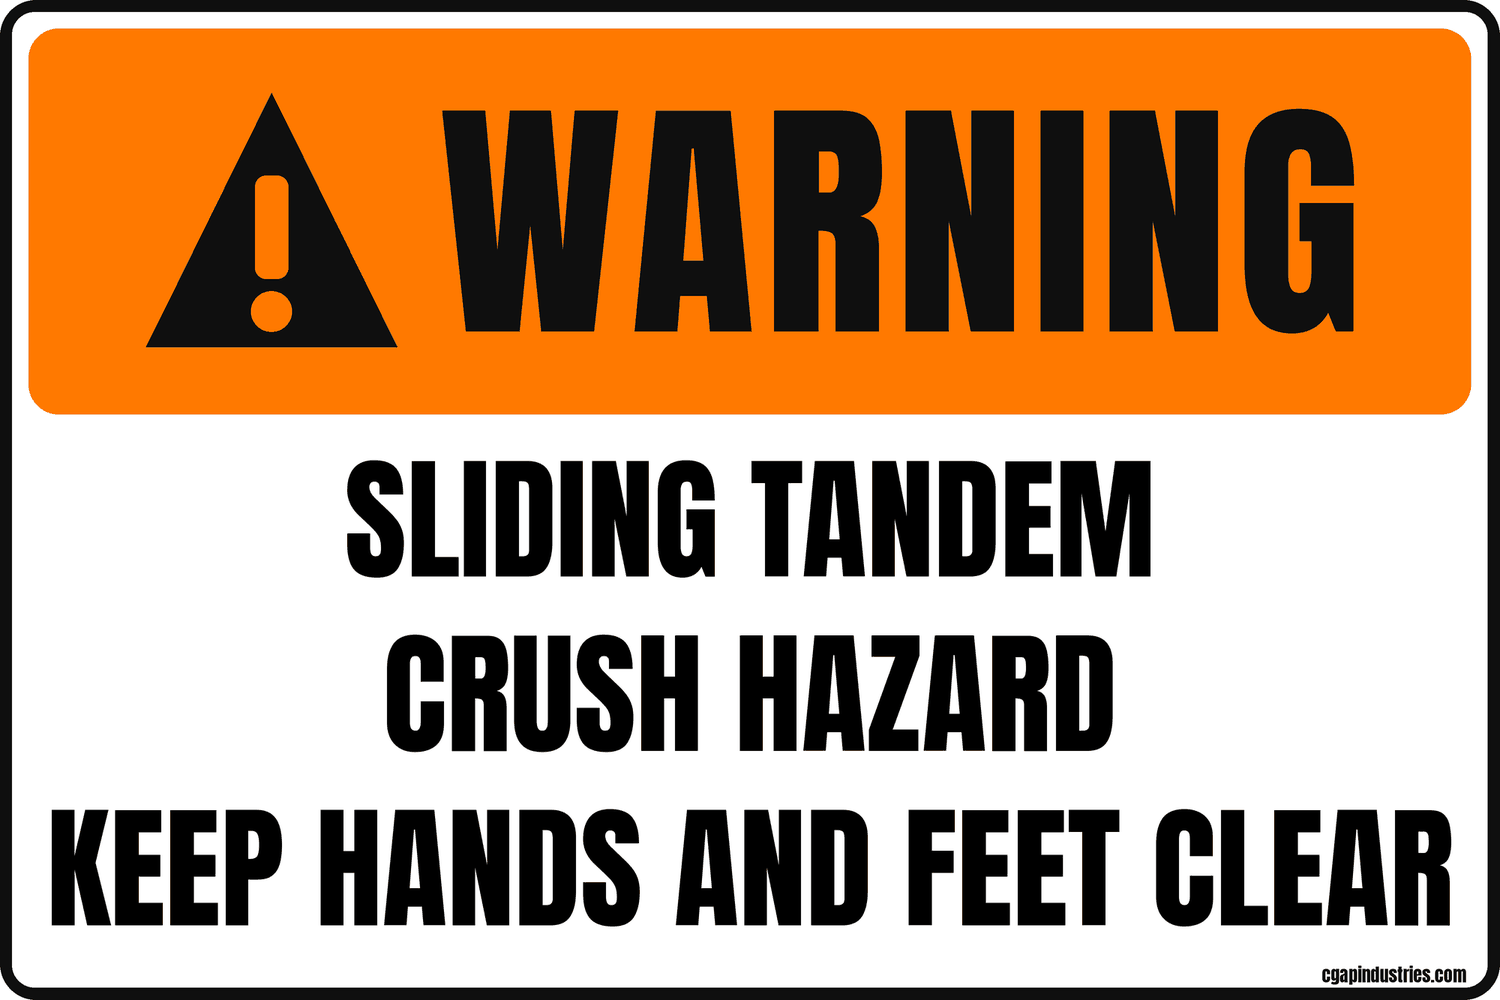 WARNING
SLIDING TANDEM
CRUSH HAZARD
KEEP HANDS AND FEET CLEAR
cgapindustries.com